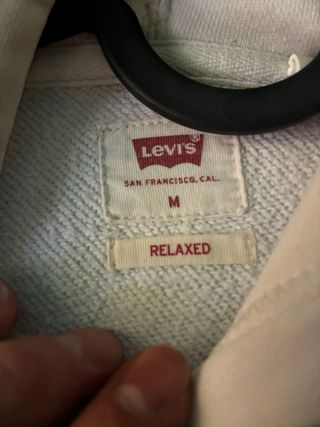 Levi's®
SAN FRANCISCO, CAL.
M
RELAXED